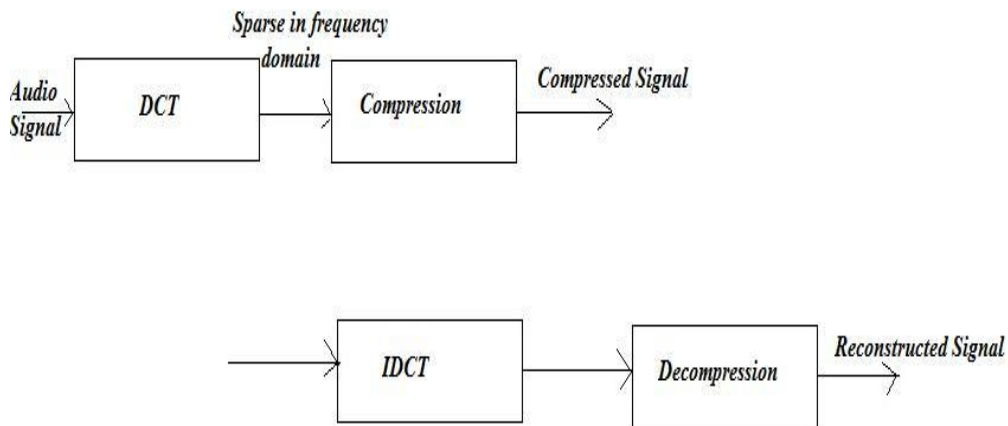 Sparse in frequency
domain
Audio
Signal
DCT
Compression
Compressed Signal
IDCT
Decompression
Reconstructed Signal